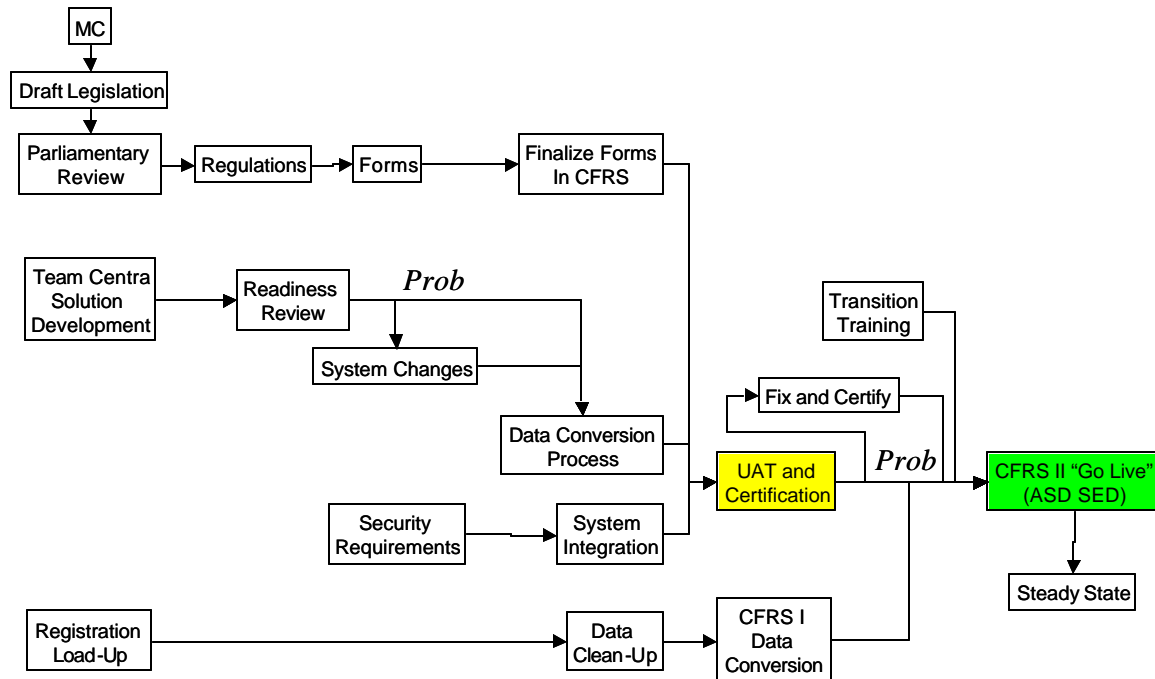 MC
Draft Legislation
Parliamentary
Review
Regulations
Forms
Finalize Forms
In CFRS
Team Centra
Solution
Development
Readiness
Review
Prob
System Changes
Data Conversion
Process
Transition
Training
Fix and Certify
Security
Requirements
System
Integration
UAT and
Certification
Prob
CFRS II “Go Live”
(ASD SED)
Steady State
Registration
Load-Up
Data
Clean-Up
CFRS I
Data
Conversion